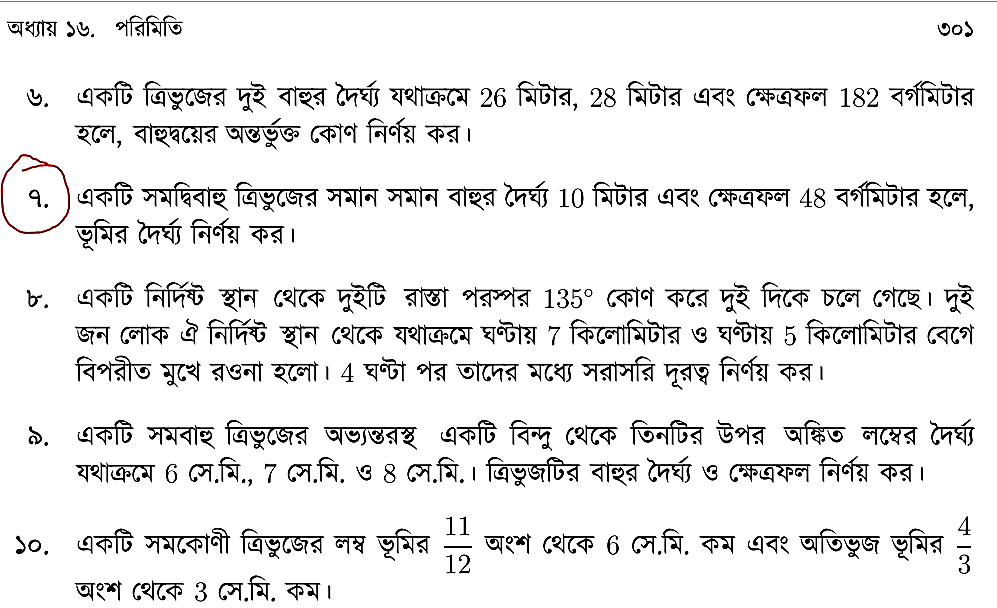 অধ্যায় ১৬. পরিমিতি ৩০১
৬. একটি ত্রিভুজের দুই বাহুর দৈর্ঘ্য যথাক্রমে 26 মিটার, 28 মিটার এবং ক্ষেত্রফল 182 বর্গমিটার
হলে, বাহুদ্বয়ের অন্তর্ভুক্ত কোণ নির্ণয় কর।
৭. একটি সমদ্বিবাহু ত্রিভুজের সমান সমান বাহুর দৈর্ঘ্য 10 মিটার এবং ক্ষেত্রফল 48 বর্গমিটার হলে,
ভূমির দৈর্ঘ্য নির্ণয় কর।
৮. একটি নির্দিষ্ট স্থান থেকে দুইটি রাস্তা পরস্পর 135° কোণ করে দুই দিকে চলে গেছে। দুই
জন লোক ঐ নির্দিষ্ট স্থান থেকে যথাক্রমে ঘণ্টায় 7 কিলোমিটার ও ঘণ্টায় 5 কিলোমিটার বেগে
বিপরীত মুখে রওনা হলো। 4 ঘণ্টা পর তাদের মধ্যে সরাসরি দূরত্ব নির্ণয় কর।
৯. একটি সমবাহু ত্রিভুজের অভ্যন্তরস্থ একটি বিন্দু থেকে তিনটির উপর অঙ্কিত লম্বের দৈর্ঘ্য
যথাক্রমে 6 সে.মি., 7 সে.মি. ও 8 সে.মি.। ত্রিভুজটির বাহুর দৈর্ঘ্য ও ক্ষেত্রফল নির্ণয় কর।
১০. একটি সমকোণী ত্রিভুজের লম্ব ভূমির 11/12 অংশ থেকে 6 সে.মি. কম এবং অতিভুজ ভূমির 4/3
অংশ থেকে 3 সে.মি. কম।